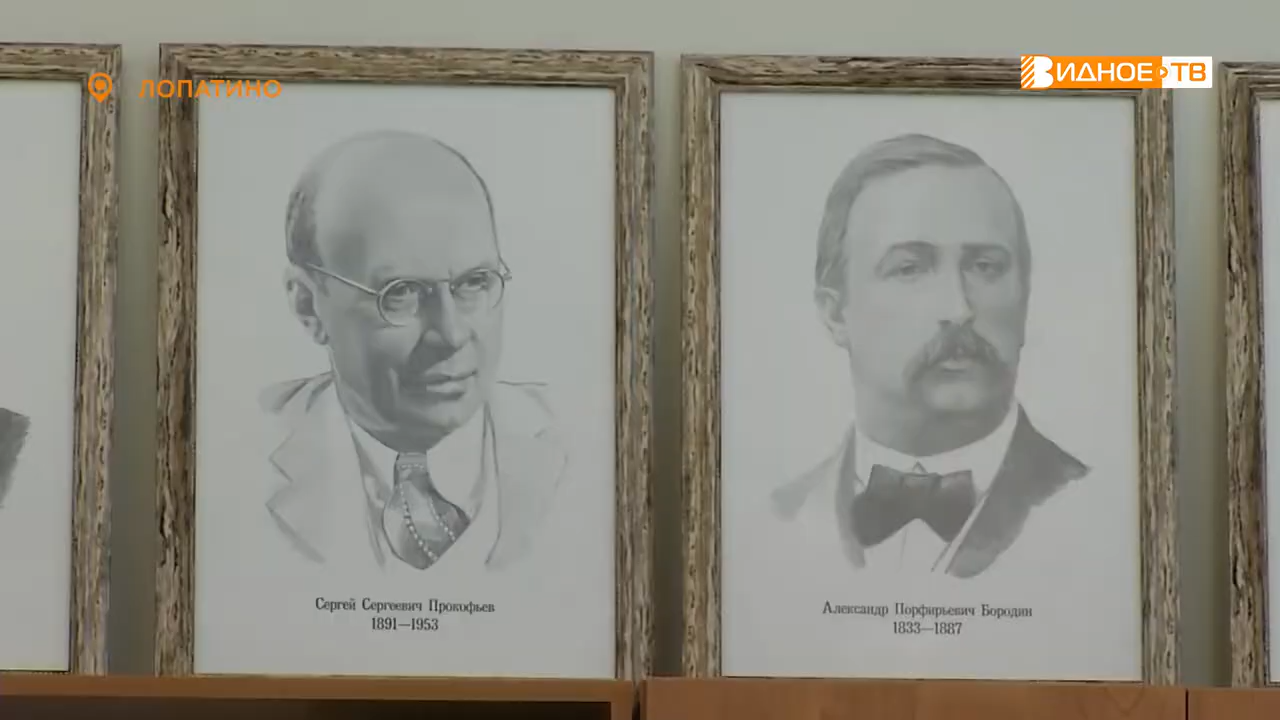 ЛОПАТИНО
ВИДНОЕ ТВ
Сергей Сергеевич Прокофьев
1891—1953
Александр Порфирьевич Бородин
1833—1887